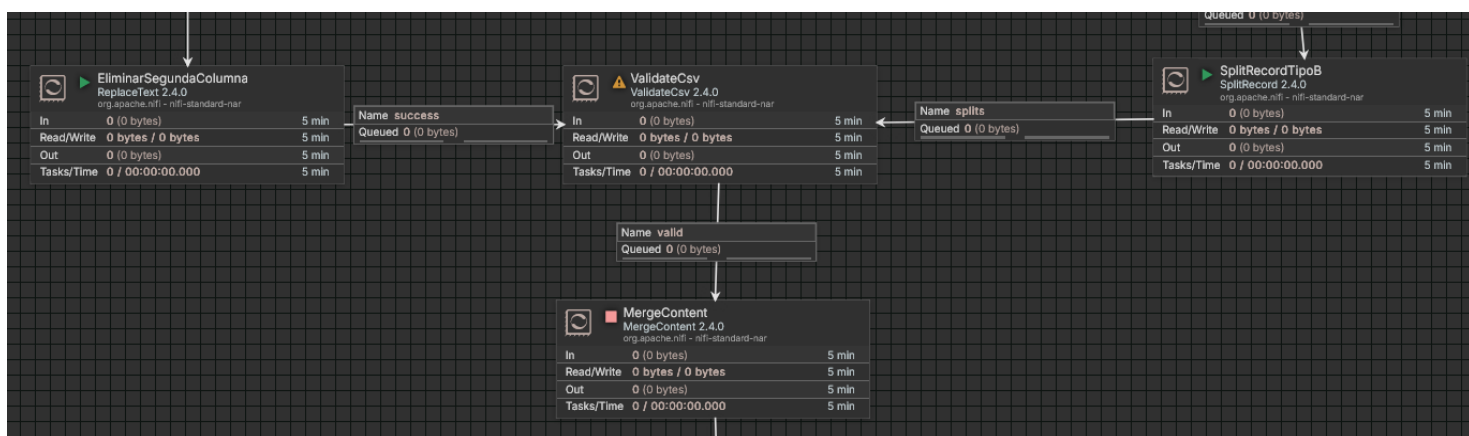 Queued 0 (0 bytes)
EliminarSegundaColumna
ReplaceText 2.4.0
org.apache.nifi - nifi-standard-nar
In 0 (0 bytes) 5 min
Read/Write 0 bytes / 0 bytes 5 min
Out 0 (0 bytes) 5 min
Tasks/Time 0 / 00:00:00.000 5 min
Name success
Queued 0 (0 bytes)
ValidateCsv
ValidateCsv 2.4.0
org.apache.nifi - nifi-standard-nar
In 0 (0 bytes) 5 min
Read/Write 0 bytes / 0 bytes 5 min
Out 0 (0 bytes) 5 min
Tasks/Time 0 / 00:00:00.000 5 min
Name splits
Queued 0 (0 bytes)
SplitRecordTipoB
SplitRecord 2.4.0
org.apache.nifi - nifi-standard-nar
In 0 (0 bytes) 5 min
Read/Write 0 bytes / 0 bytes 5 min
Out 0 (0 bytes) 5 min
Tasks/Time 0 / 00:00:00.000 5 min
Name valid
Queued 0 (0 bytes)
MergeContent
MergeContent 2.4.0
org.apache.nifi - nifi-standard-nar
In 0 (0 bytes) 5 min
Read/Write 0 bytes / 0 bytes 5 min
Out 0 (0 bytes) 5 min
Tasks/Time 0 / 00:00:00.000 5 min